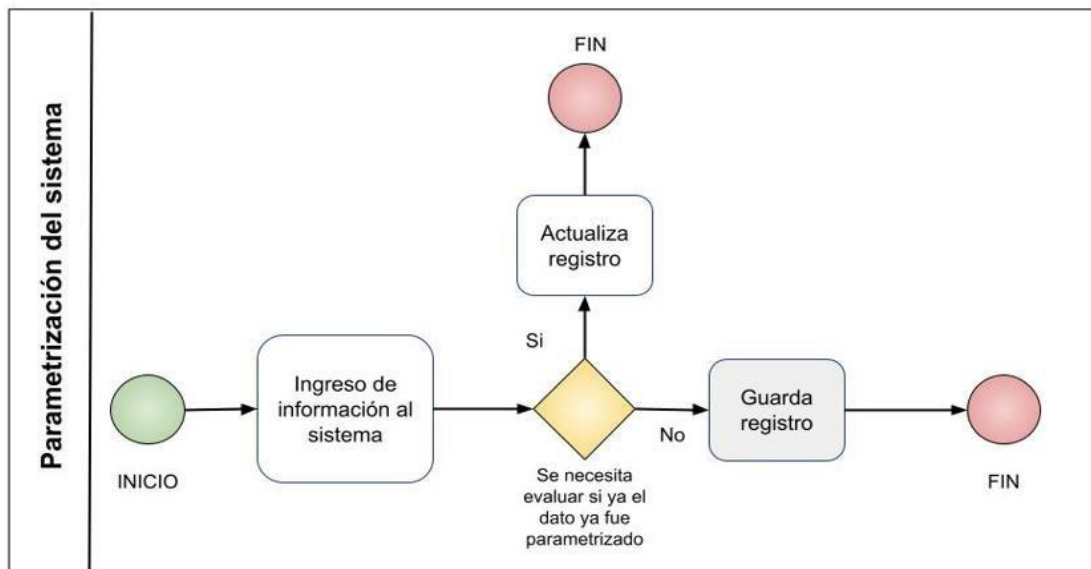 Parametrización del sistema
FIN
Actualiza
registro
Si
Ingreso de
información al
sistema
Guarda
registro
No
INICIO
Se necesita
evaluar si ya el
dato ya fue
parametrizado
FIN